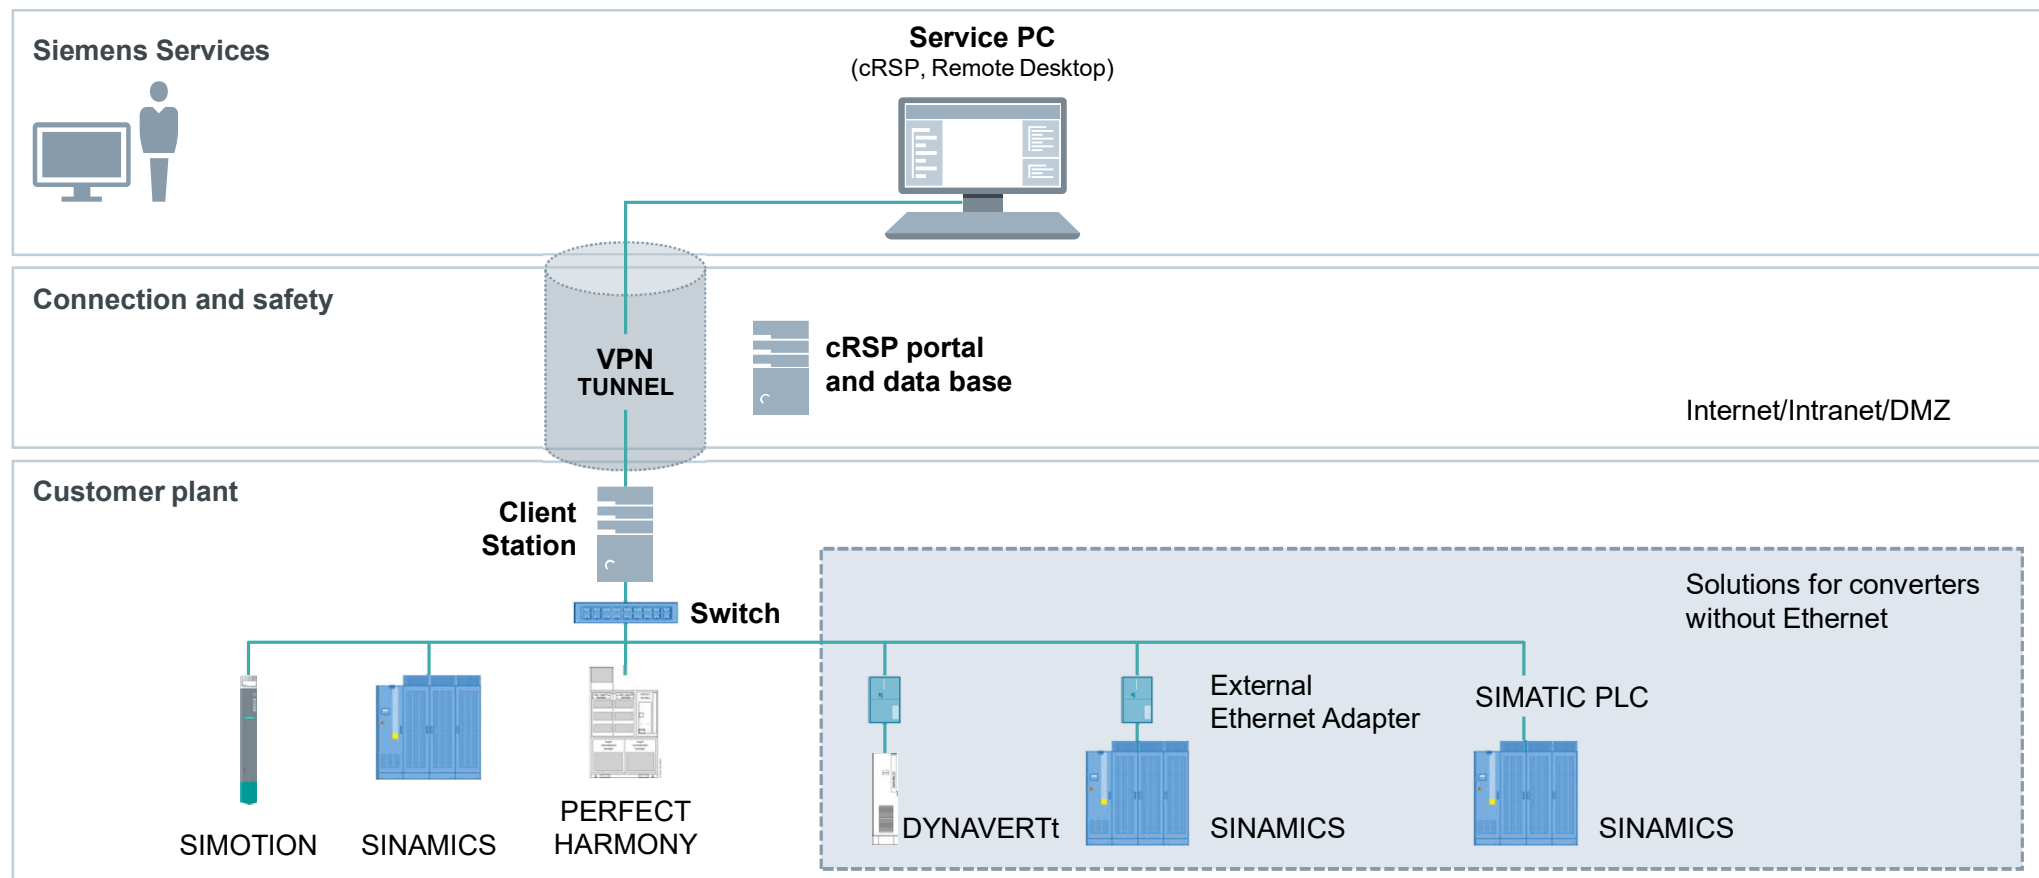 Siemens Services
Service PC
(cRSP, Remote Desktop)
Connection and safety
VPN
TUNNEL
cRSP portal
and data base
Internet/Intranet/DMZ
Customer plant
Client
Station
Switch
Solutions for converters
without Ethernet
External
Ethernet Adapter
SIMATIC PLC
SIMOTION
SINAMICS
PERFECT
HARMONY
DYNAVERTt
SINAMICS
SINAMICS